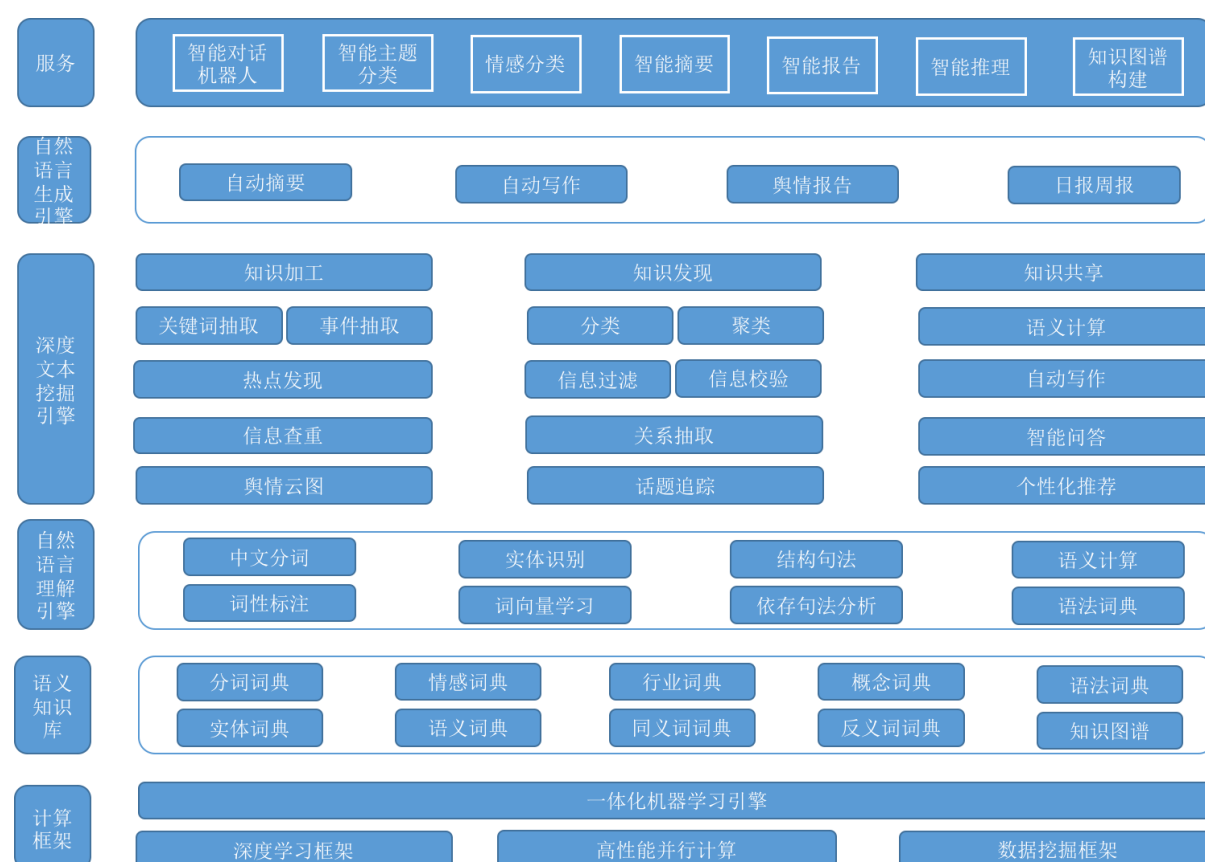 服务
智能对话
机器人
智能主题
分类
情感分类
智能摘要
智能报告
智能推理
知识图谱
构建
自然
语言
生成
引擎
自动摘要
自动写作
舆情报告
日报周报
深度
文本
挖掘
引擎
知识加工
知识发现
知识共享
关键词抽取
事件抽取
分类
聚类
语义计算
热点发现
信息过滤
信息校验
自动写作
信息查重
关系抽取
智能问答
舆情云图
话题追踪
个性化推荐
自然
语言
理解
引擎
中文分词
实体识别
结构句法
语义计算
词性标注
词向量学习
依存句法分析
语法词典
语义
知识
库
分词词典
情感词典
行业词典
概念词典
语法词典
实体词典
语义词典
同义词词典
反义词词典
知识图谱
计算
框架
一体化机器学习引擎
深度学习框架
高性能并行计算
数据挖掘框架